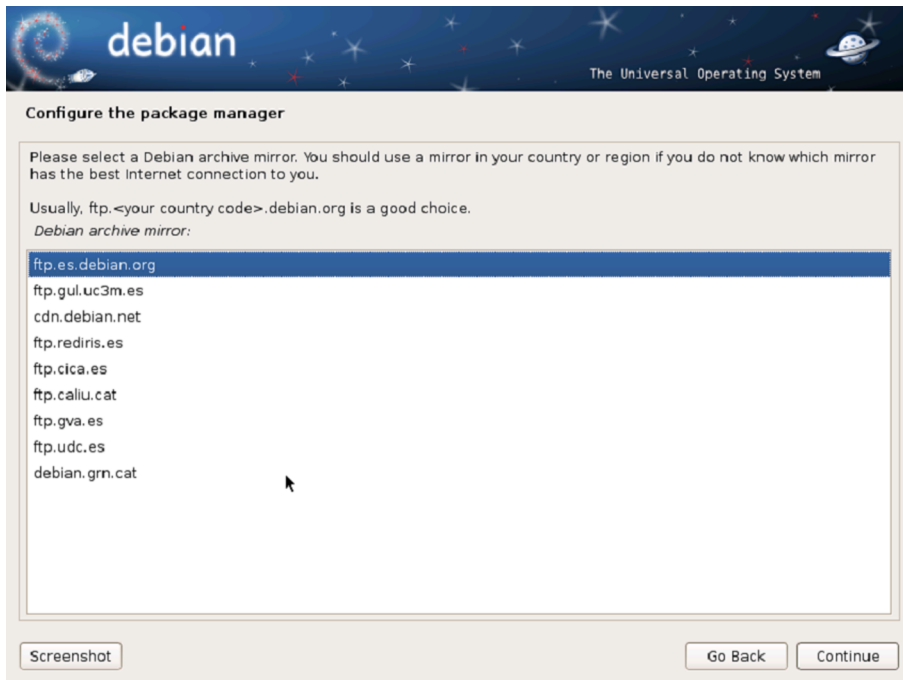 debian
The Universal Operating System
Configure the package manager
Please select a Debian archive mirror. You should use a mirror in your country or region if you do not know which mirror
has the best Internet connection to you.
Usually, ftp.<your country code>.debian.org is a good choice.
Debian archive mirror:
ftp.es.debian.org
ftp.gul.uc3m.es
cdn.debian.net
ftp.rediris.es
ftp.cica.es
ftp.caliu.cat
ftp.gva.es
ftp.udc.es
debian.grn.cat
Screenshot
Go Back
Continue